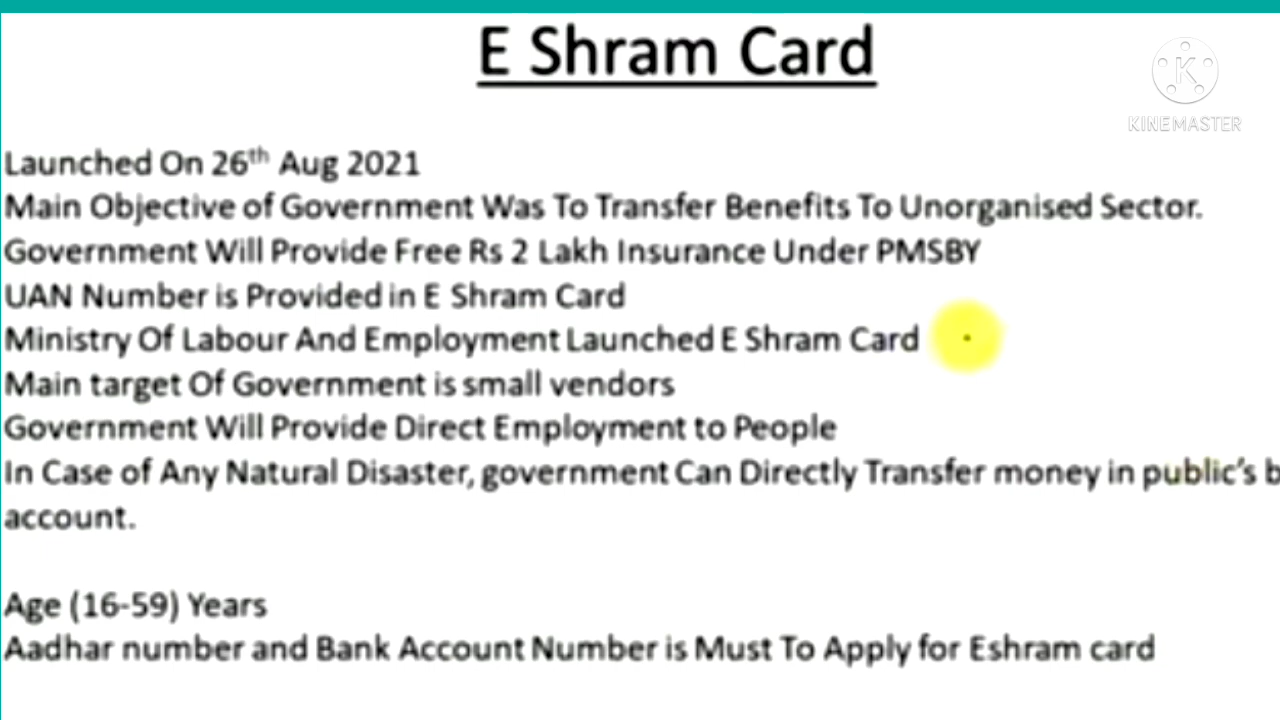 E Shram Card
K
KINEMASTER
Launched On 26th Aug 2021
Main Objective of Government Was To Transfer Benefits To Unorganised Sector.
Government Will Provide Free Rs 2 Lakh Insurance Under PMSBY
UAN Number is Provided in E Shram Card
Ministry Of Labour And Employment Launched E Shram Card
Main target Of Government is small vendors
Government Will Provide Direct Employment to People
In Case of Any Natural Disaster, government Can Directly Transfer money in public's b
account.
Age (16-59) Years
Aadhar number and Bank Account Number is Must To Apply for Eshram card